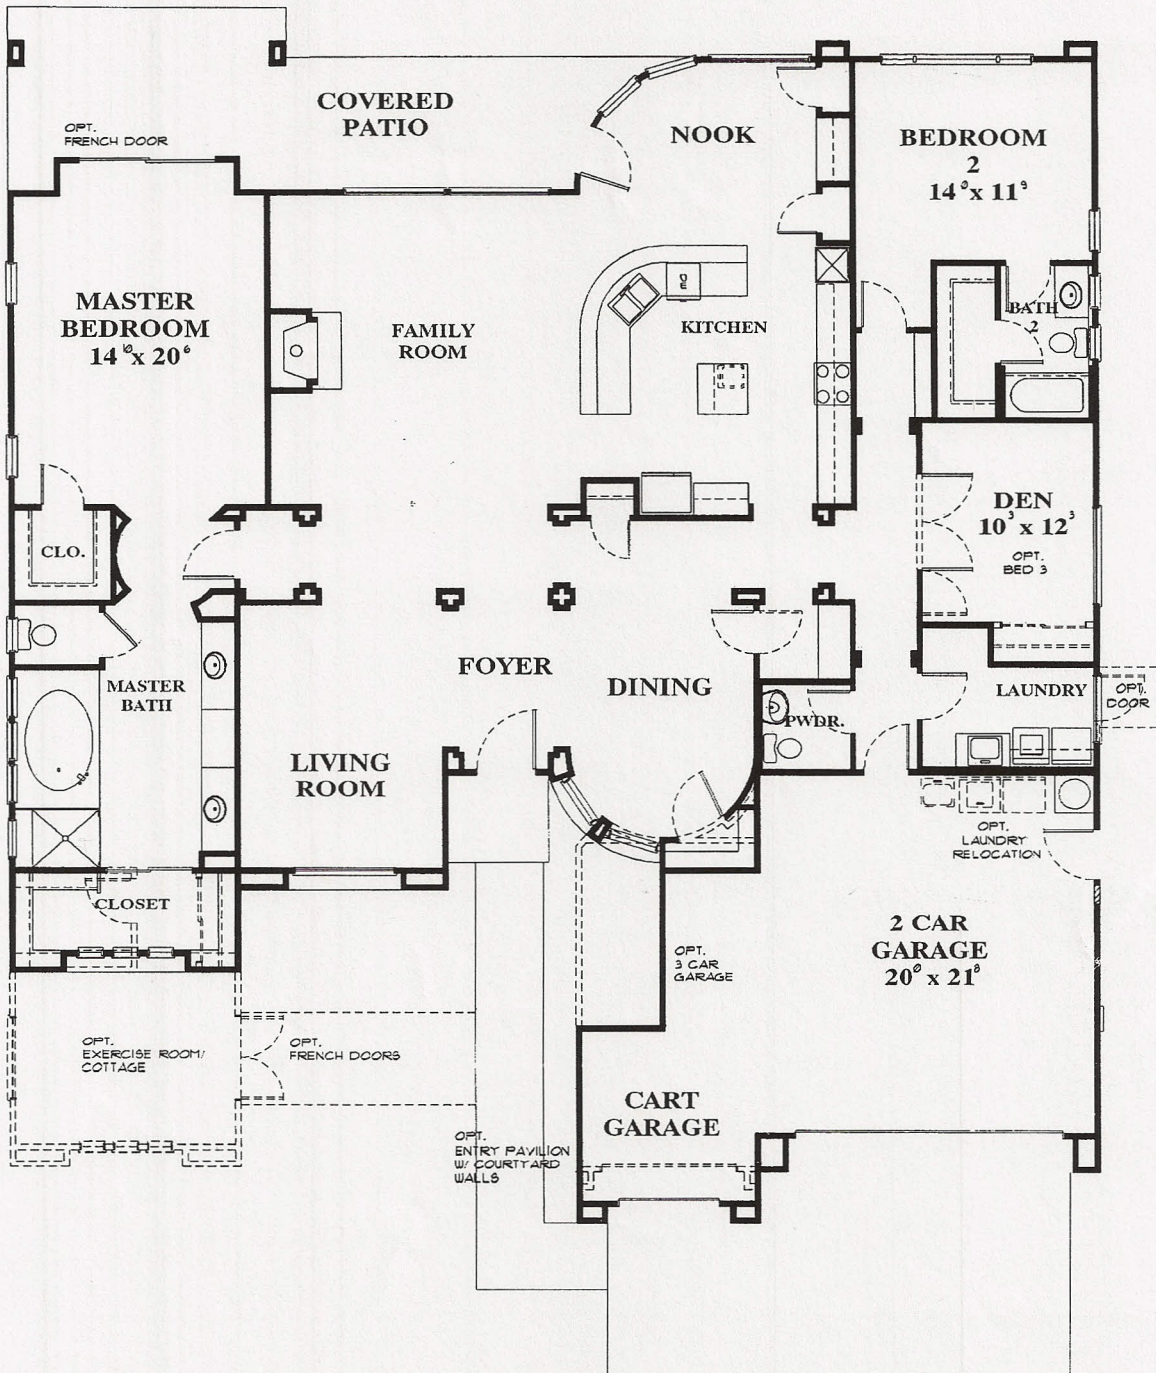 COVERED
PATIO
OPT.
FRENCH DOOR
NOOK
BEDROOM
2
14⁰ x 11⁹
MASTER
BEDROOM
14¹⁰ x 20⁶
FAMILY
ROOM
KITCHEN
BATH
2
DEN
10³ x 12³
OPT.
BED 3
CLO.
FOYER
DINING
MASTER
BATH
LAUNDRY
OPT.
DOOR
PWDR.
LIVING
ROOM
OPT.
LAUNDRY
RELOCATION
CLOSET
2 CAR
GARAGE
20⁰ x 21⁸
OPT.
3 CAR
GARAGE
OPT.
EXERCISE ROOM/
COTTAGE
OPT.
FRENCH DOORS
CART
GARAGE
OPT.
ENTRY PAVILION
W/ COURTYARD
WALLS